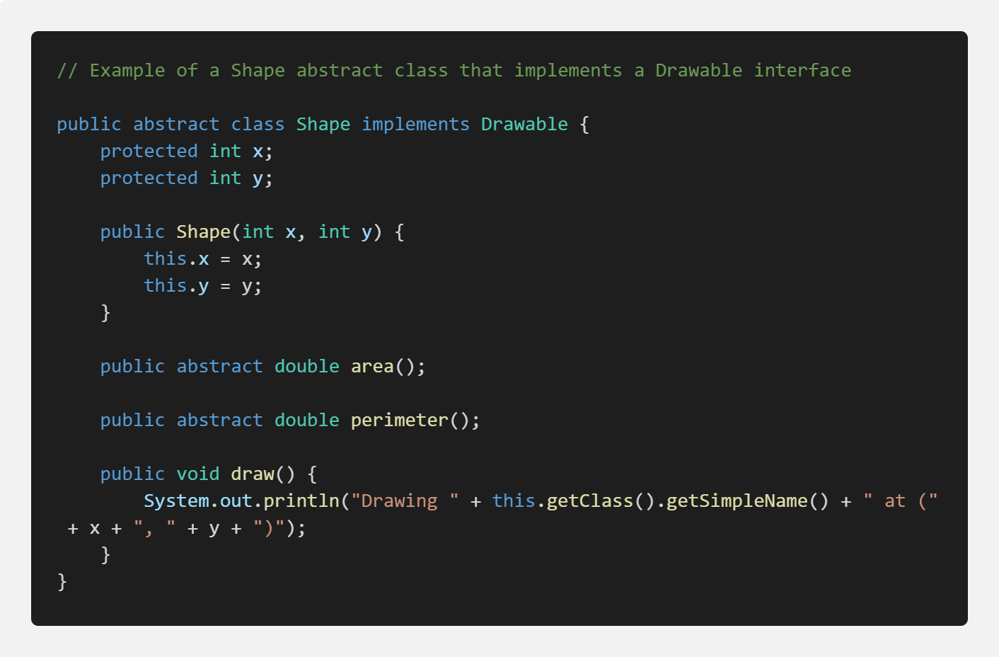 // Example of a Shape abstract class that implements a Drawable interface

public abstract class Shape implements Drawable {
    protected int x;
    protected int y;

    public Shape(int x, int y) {
        this.x = x;
        this.y = y;
    }

    public abstract double area();

    public abstract double perimeter();

    public void draw() {
        System.out.println("Drawing " + this.getClass().getSimpleName() + " at ("
 + x + ", " + y + ")");
    }
}